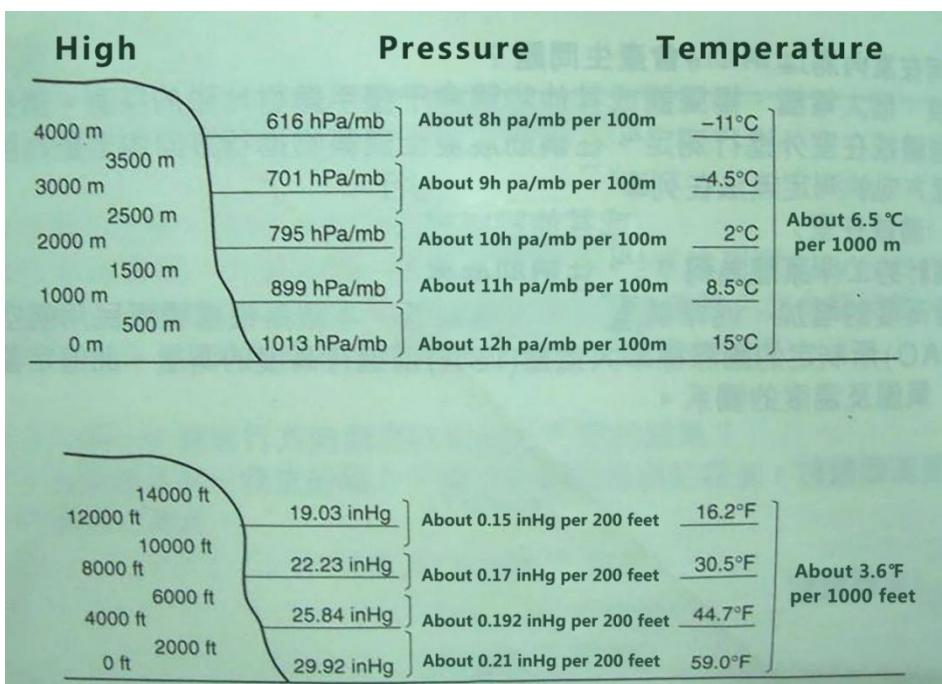 High Pressure Temperature
4000 m 616 hPa/mb About 8h pa/mb per 100m –11°C
3500 m
3000 m 701 hPa/mb About 9h pa/mb per 100m –4.5°C
2500 m
2000 m 795 hPa/mb About 10h pa/mb per 100m 2°C
About 6.5 ℃
per 1000 m
1500 m
1000 m 899 hPa/mb About 11h pa/mb per 100m 8.5°C
500 m
0 m 1013 hPa/mb About 12h pa/mb per 100m 15°C
14000 ft
12000 ft 19.03 inHg About 0.15 inHg per 200 feet 16.2°F
10000 ft
8000 ft 22.23 inHg About 0.17 inHg per 200 feet 30.5°F
About 3.6℉
per 1000 feet
6000 ft
4000 ft 25.84 inHg About 0.192 inHg per 200 feet 44.7°F
2000 ft
0 ft 29.92 inHg About 0.21 inHg per 200 feet 59.0°F